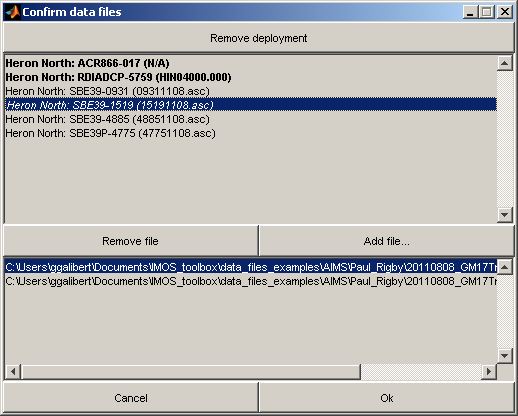 Confirm data files
Remove deployment
Heron North: ACR866-017 (N/A)
Heron North: RDIADCP-5759 (HIN04000.000)
Heron North: SBE39-0931 (09311108.asc)
Heron North: SBE39-1519 (15191108.asc)
Heron North: SBE39-4885 (48851108.asc)
Heron North: SBE39P-4775 (47751108.asc)
Remove file
Add file...
C:\Users\ggalibert\Documents\IMOS_toolbox\data_files_examples\AIMS\Paul_Rigby\20110808_GM17Tr
C:\Users\ggalibert\Documents\IMOS_toolbox\data_files_examples\AIMS\Paul_Rigby\20110808_GM17Tr
Cancel
Ok